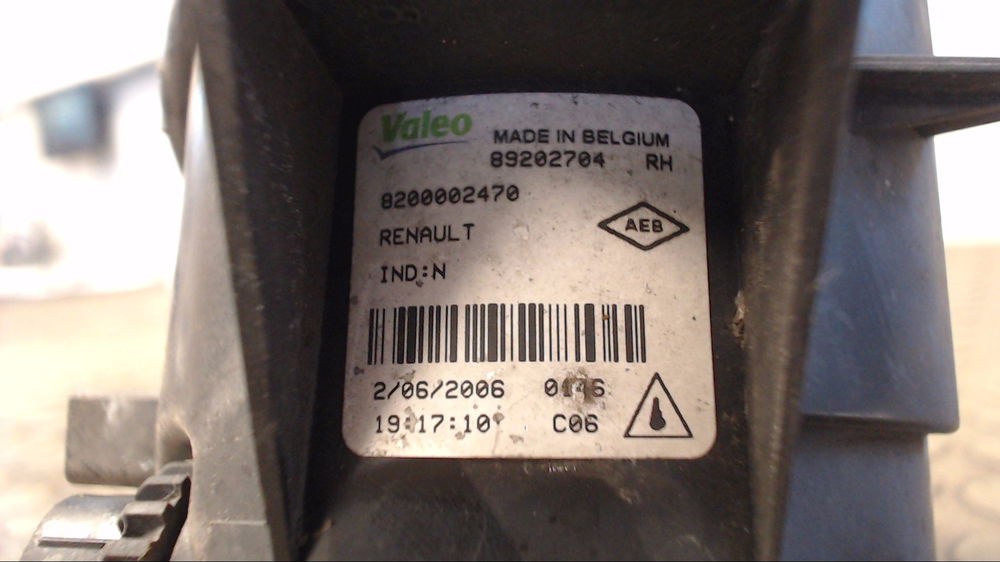 Valeo
MADE IN BELGIUM
89202704 RH
8200002470
AEB
RENAULT
IND:N
2/06/2006
19:17:10 C06